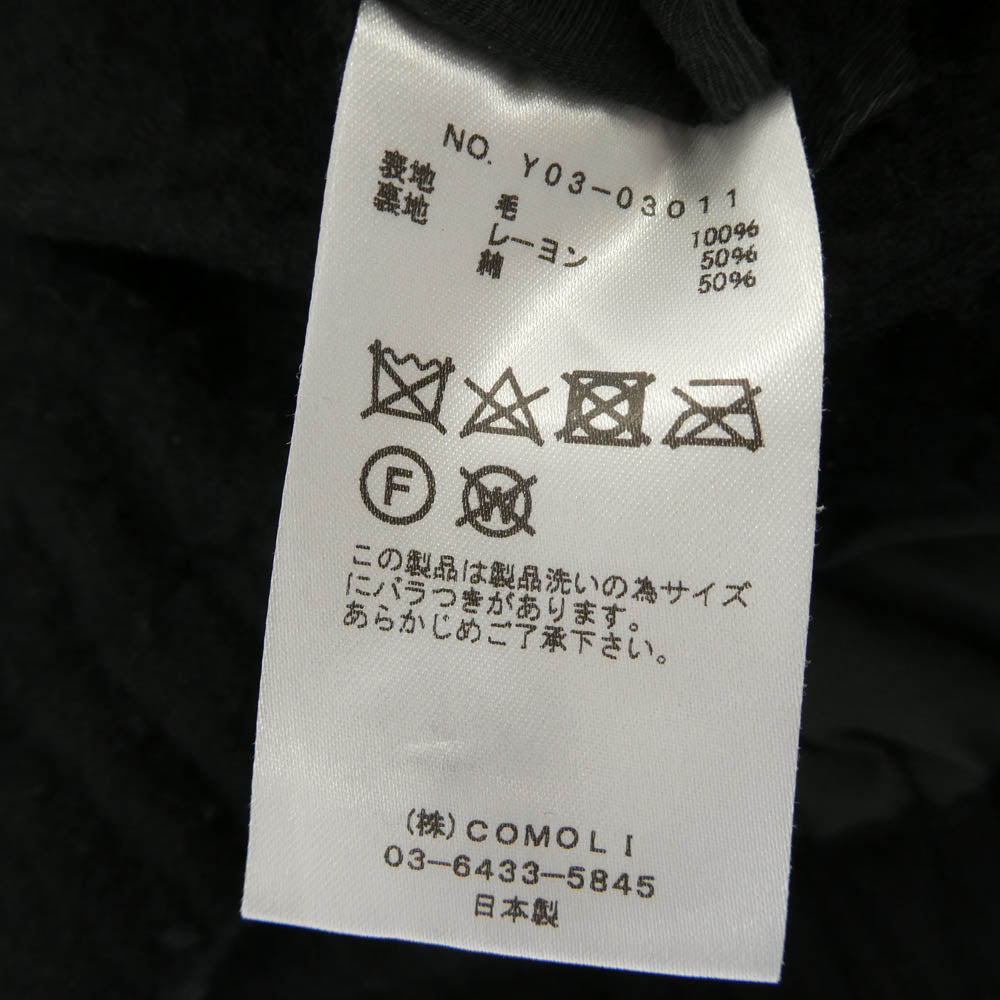 NO. Y03-03011
表地 毛 100%
裏地 レーヨン 50%
綿 50%
F
W
この製品は製品洗いの為サイズ
にバラつきがあります。
あらかじめご了承下さい。
(株)COMOLI
03-6433-5845
日本製